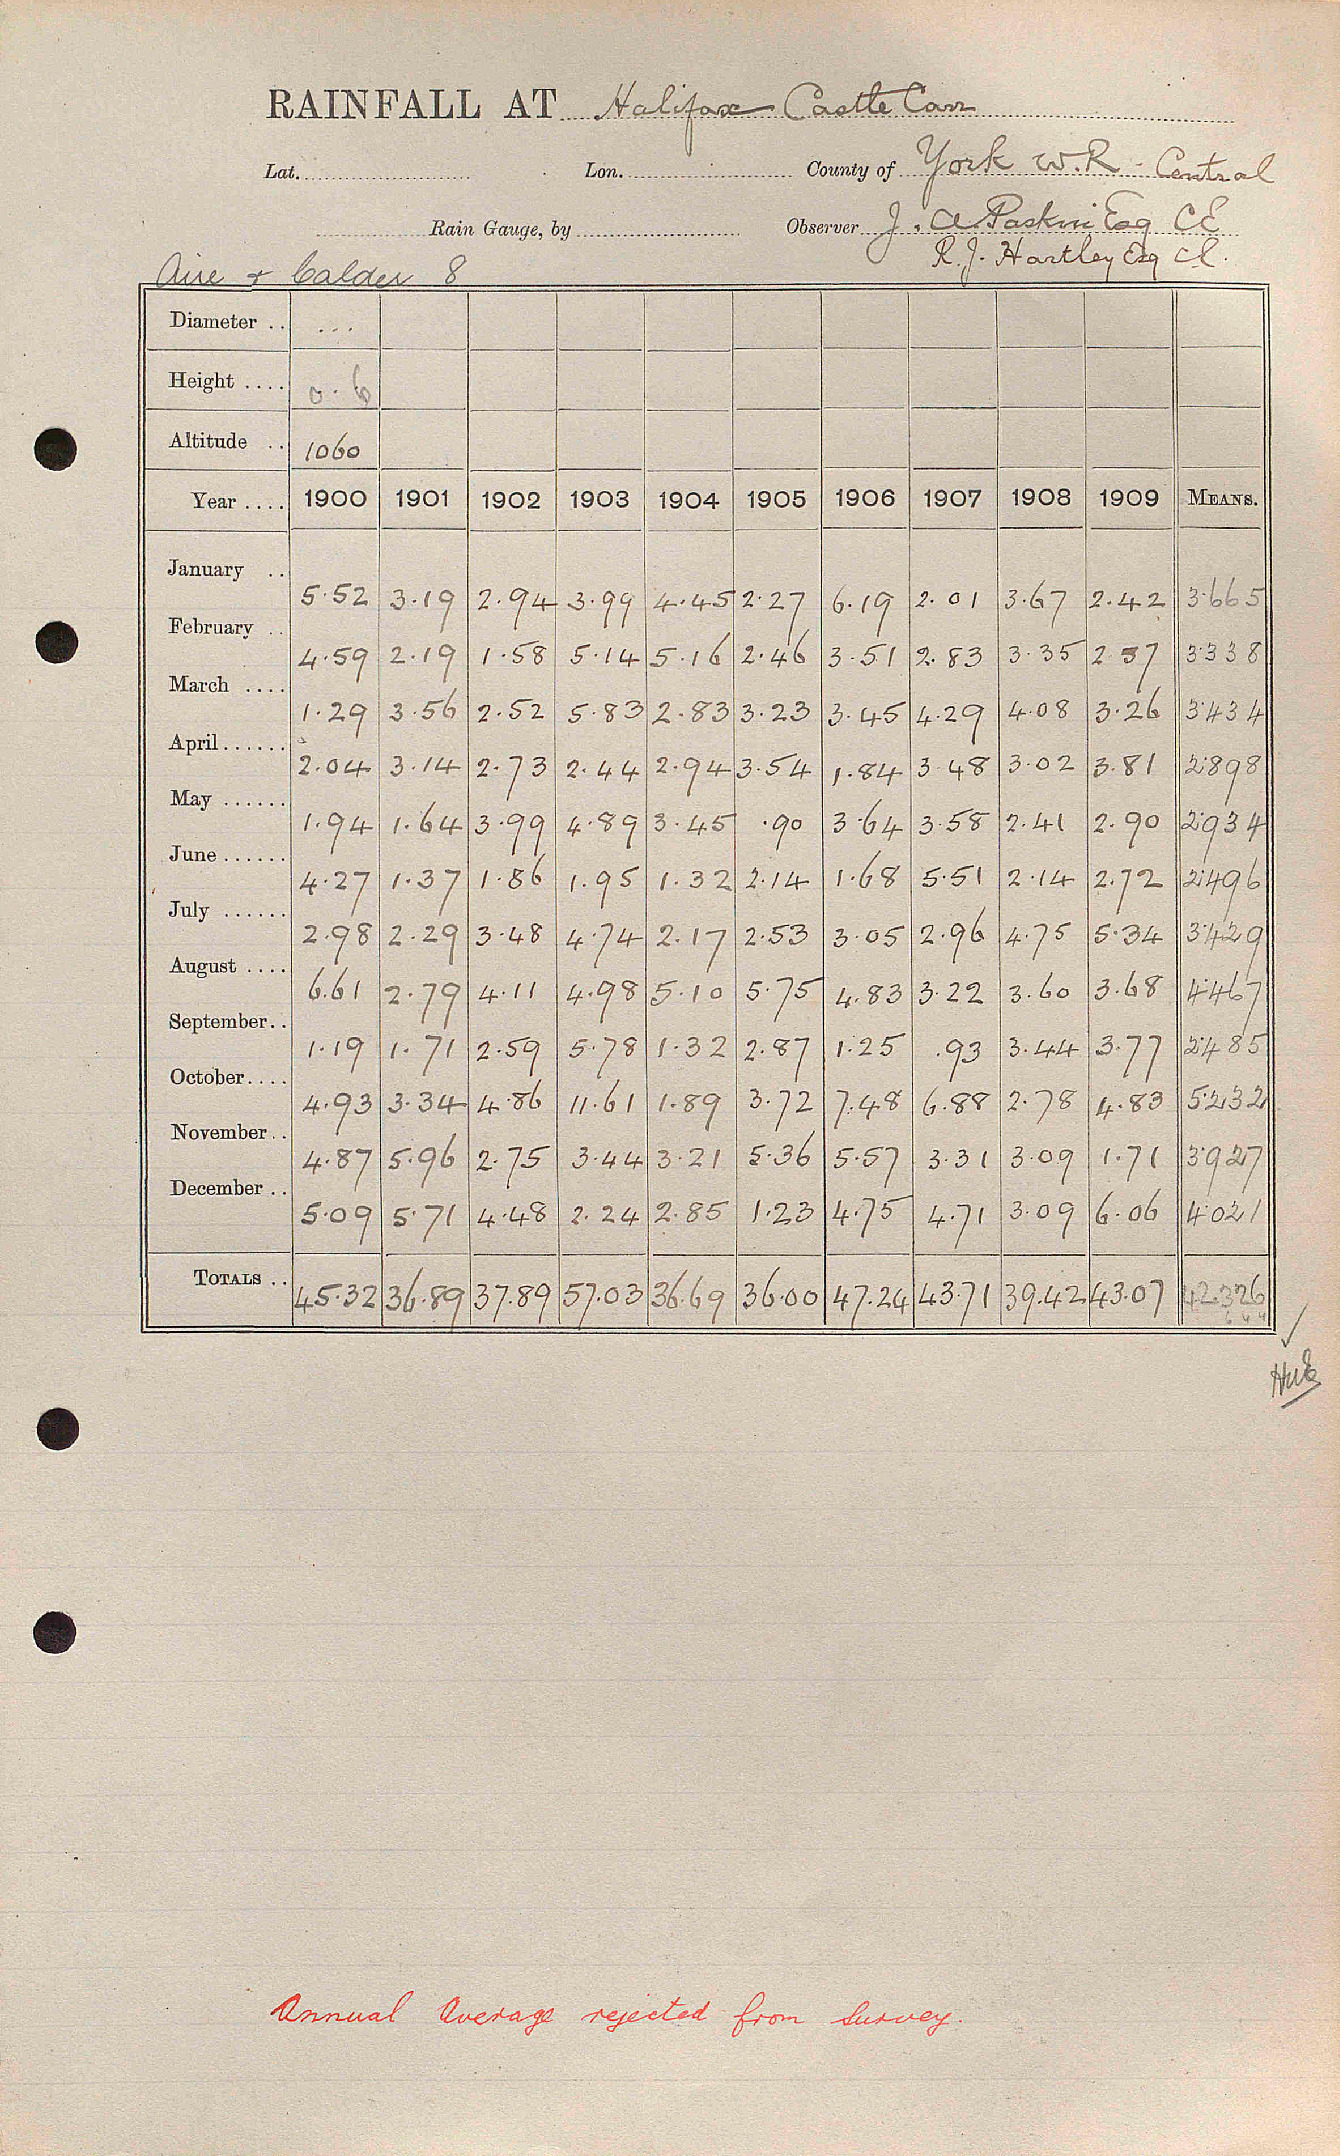 RAINFALL AT Halifax Castle Carr
Lat. Lon. County of York W.R - Central
Rain Gauge, by Observer J. A Paskin Esq CE
R. J. Hartley Esq CE.
Aire + Calder 8
Diameter .. ...
Height .... 0.6
Altitude .. 1060
Year .... 1900 1901 1902 1903 1904 1905 1906 1907 1908 1909 MEANS.
January .. 5.52 3.19 2.94 3.99 4.45 2.27 6.19 2.01 3.67 2.42 3.665
February .. 4.59 2.19 1.58 5.14 5.16 2.46 3.51 2.83 3.35 2.57 3.338
March .... 1.29 3.56 2.52 5.83 2.83 3.23 3.45 4.29 4.08 3.26 3.434
April ...... 2.04 3.14 2.73 2.44 2.94 3.54 1.84 3.48 3.02 3.81 2.898
May ...... 1.94 1.64 3.99 4.89 3.45 .90 3.64 3.58 2.41 2.90 2.934
June ...... 4.27 1.37 1.86 1.95 1.32 2.14 1.68 5.51 2.14 2.72 2.496
July ...... 2.98 2.29 3.48 4.74 2.17 2.53 3.05 2.96 4.75 5.34 3.429
August .... 6.61 2.79 4.11 4.98 5.10 5.75 4.83 3.22 3.60 3.68 4.467
September.. 1.19 1.71 2.59 5.78 1.32 2.87 1.25 .93 3.44 3.77 2.485
October.... 4.93 3.34 4.86 11.61 1.89 3.72 7.48 6.88 2.78 4.83 5.232
November.. 4.87 5.96 2.75 3.44 3.21 5.36 5.57 3.31 3.09 1.71 3.927
December .. 5.09 5.71 4.48 2.24 2.85 1.23 4.75 4.71 3.09 6.06 4.021
TOTALS .. 45.32 36.89 37.89 57.03 36.69 36.00 47.24 43.71 39.42 43.07 42.326
Annual Average rejected from Survey.